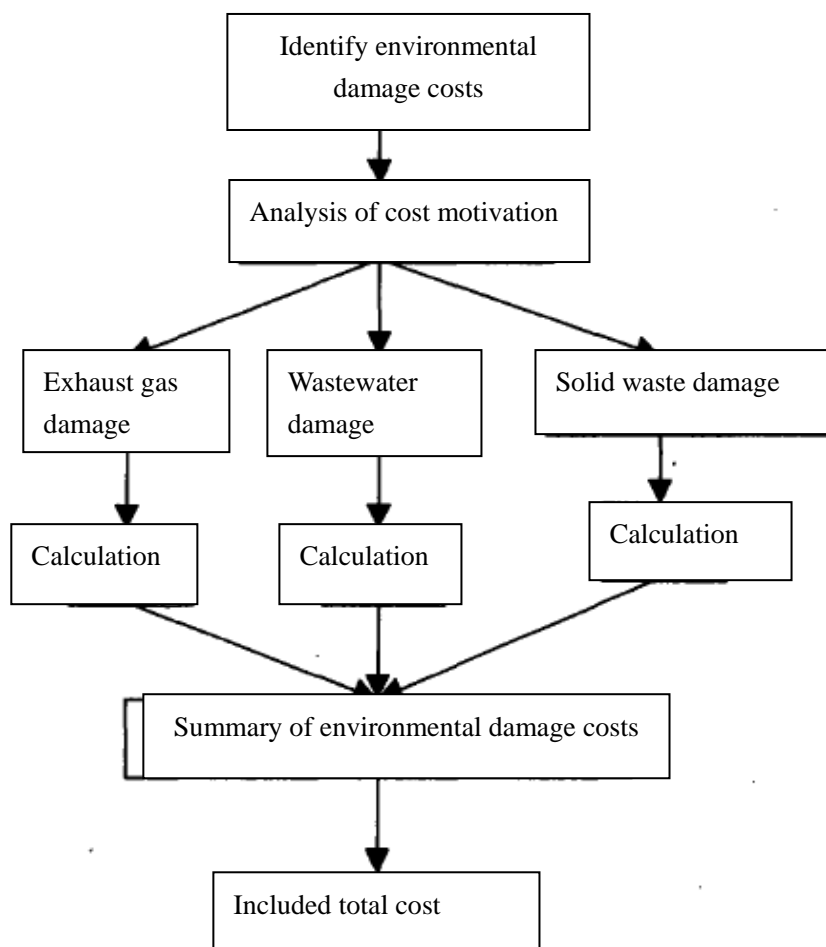 Identify environmental
damage costs
Analysis of cost motivation
Exhaust gas
damage
Wastewater
damage
Solid waste damage
Calculation
Calculation
Calculation
Summary of environmental damage costs
Included total cost